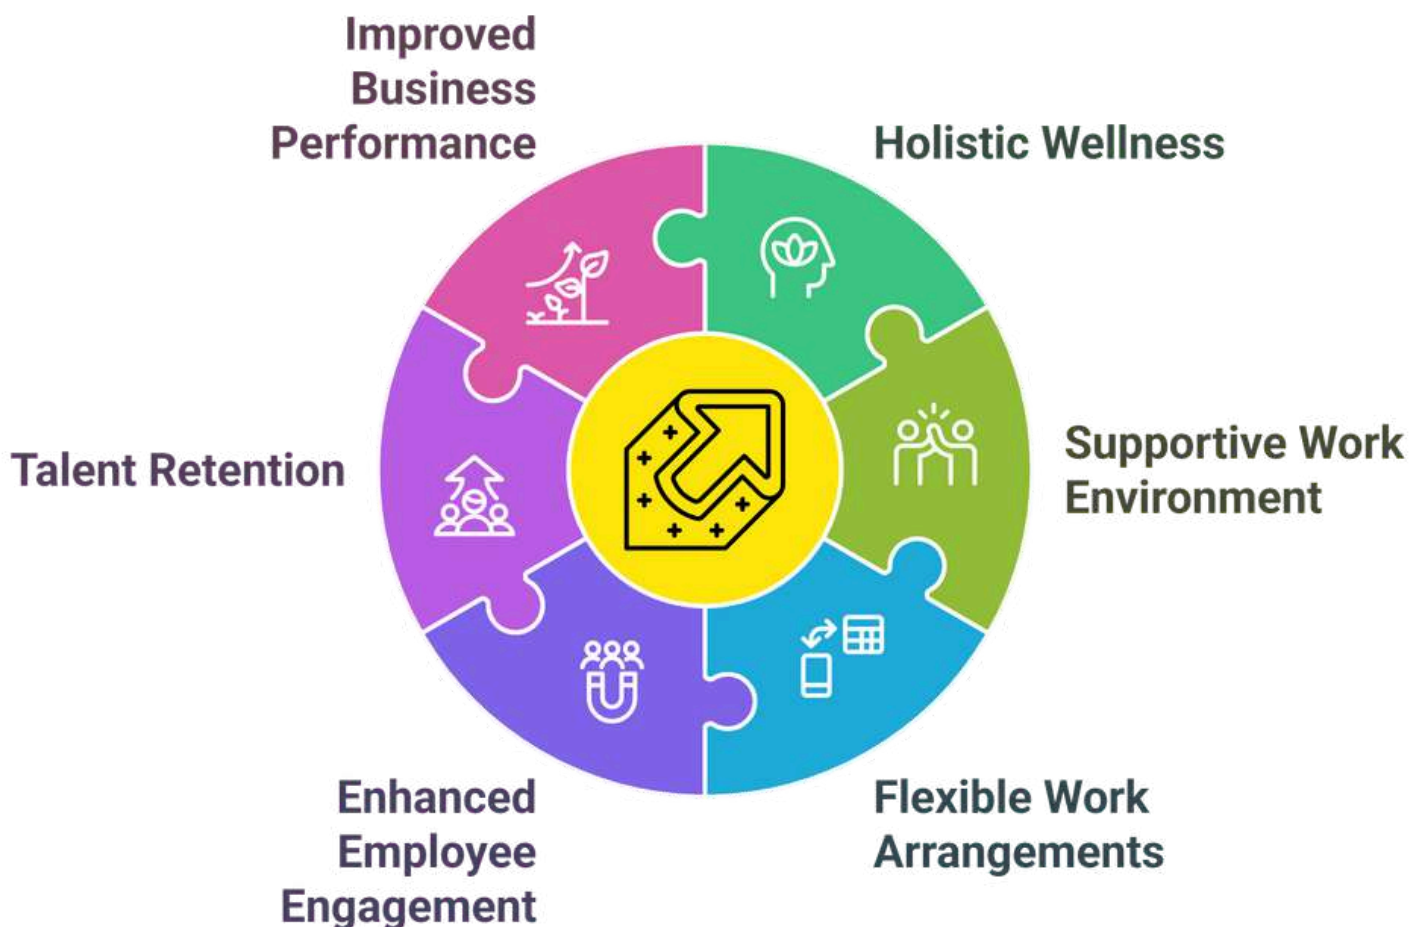 Improved
Business
Performance
Holistic Wellness
Talent Retention
Supportive Work
Environment
Enhanced
Employee
Engagement
Flexible Work
Arrangements